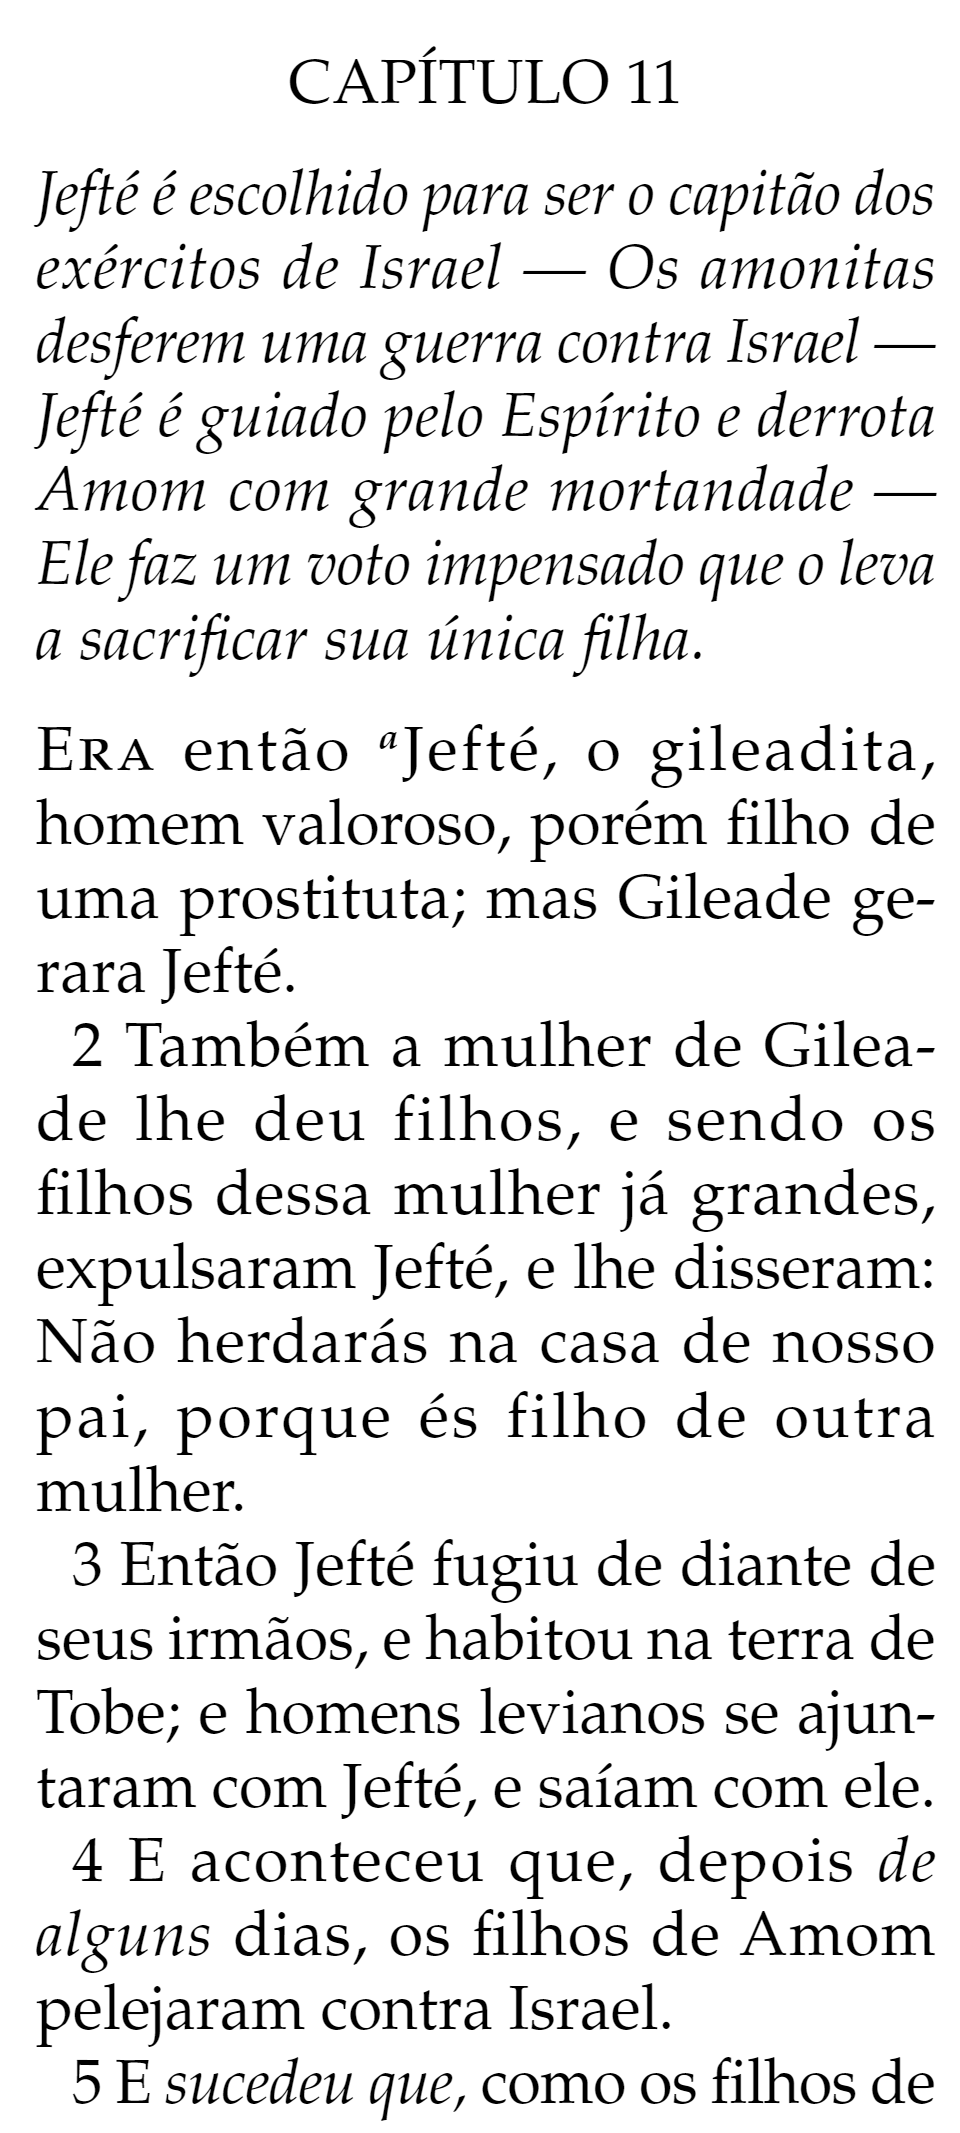 CAPÍTULO 11
Jefté é escolhido para ser o capitão dos
exércitos de Israel — Os amonitas
desferem uma guerra contra Israel —
Jefté é guiado pelo Espírito e derrota
Amom com grande mortandade —
Ele faz um voto impensado que o leva
a sacrificar sua única filha.
ERA então aJefté, o gileadita,
homem valoroso, porém filho de
uma prostituta; mas Gileade ge-
rara Jefté.
2 Também a mulher de Gilea-
de lhe deu filhos, e sendo os
filhos dessa mulher já grandes,
expulsaram Jefté, e lhe disseram:
Não herdarás na casa de nosso
pai, porque és filho de outra
mulher.
3 Então Jefté fugiu de diante de
seus irmãos, e habitou na terra de
Tobe; e homens levianos se ajun-
taram com Jefté, e saíam com ele.
4 E aconteceu que, depois de
alguns dias, os filhos de Amom
pelejaram contra Israel.
5 E sucedeu que, como os filhos de